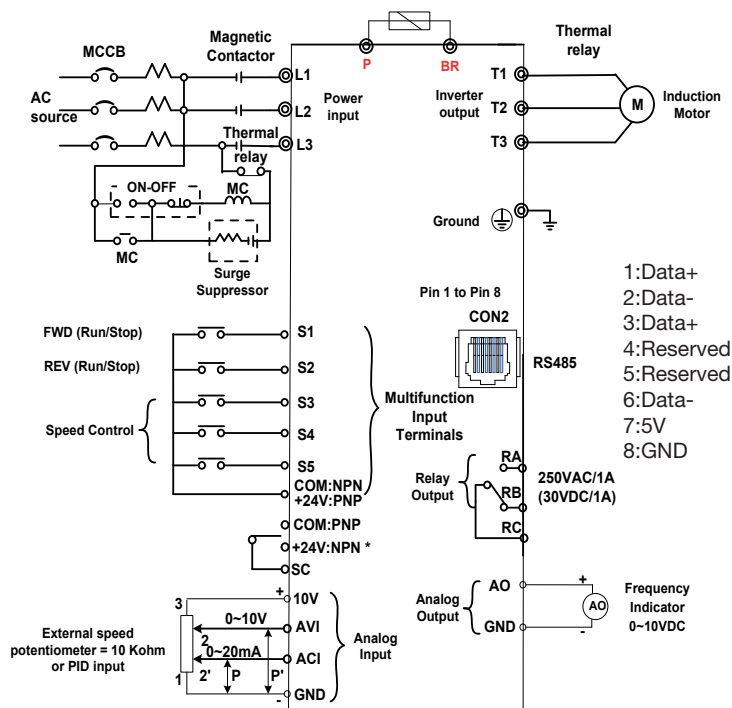 P
BR
MCCB
Magnetic
Contactor
L1
AC
source
L2
Power
input
L3
Thermal
relay
ON-OFF
MC
MC
Surge
Suppressor
Thermal
relay
T1
Inverter
output
T2
T3
M
Induction
Motor
Ground
Pin 1 to Pin 8
CON2
RS485
1:Data+
2:Data-
3:Data+
4:Reserved
5:Reserved
6:Data-
7:5V
8:GND
FWD (Run/Stop)
S1
REV (Run/Stop)
S2
S3
Speed Control
S4
S5
Multifunction
Input
Terminals
COM:NPN
+24V:PNP
COM:PNP
+24V:NPN *
SC
RA
Relay
Output
RB
RC
250VAC/1A
(30VDC/1A)
+
10V
3
0~10V
AVI
2
0~20mA
ACI
External speed
potentiometer = 10 Kohm
or PID input
1
2'
P
P'
-
GND
Analog
Input
AO
+
Analog
Output
AO
GND
-
Frequency
Indicator
0~10VDC